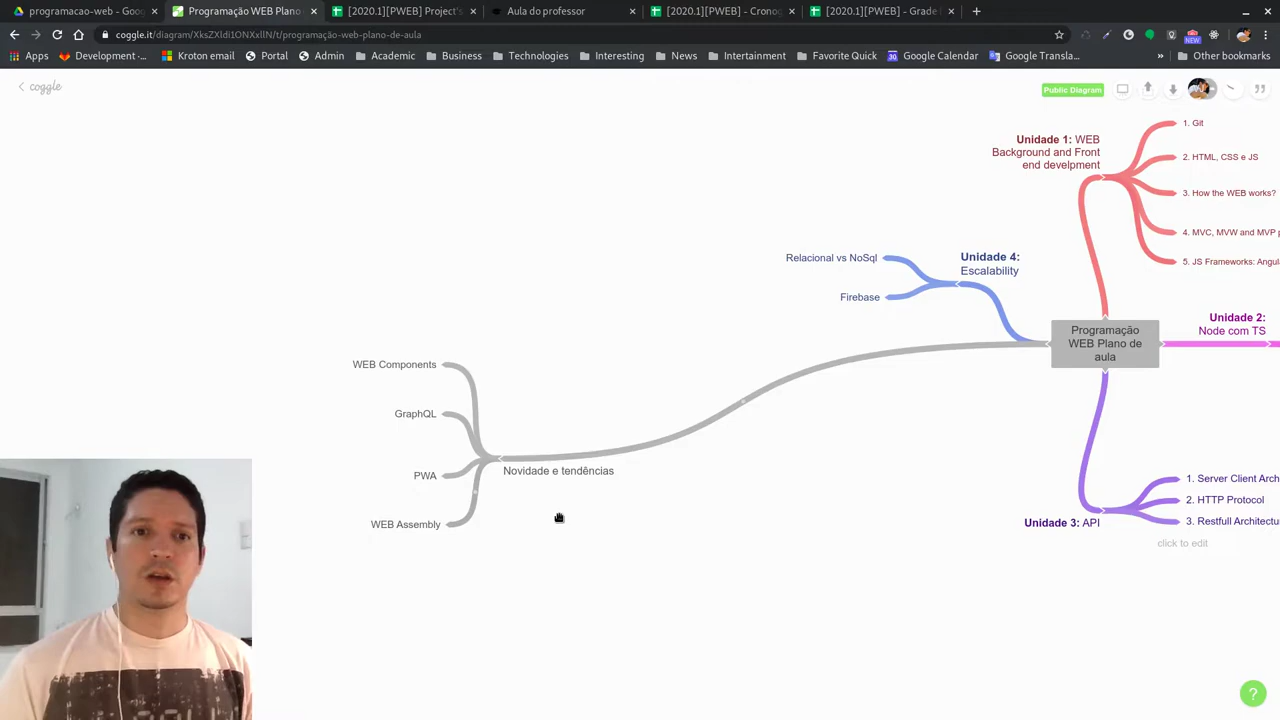 programacao-web - Goog
Programação WEB Plano
[2020.1][PWEB] Project's
Aula do professor
[2020.1][PWEB] - Cronog
[2020.1][PWEB] - Grade
coggle.it/diagram/XksZXIdi1ONXxllN/t/programação-web-plano-de-aula
Apps
Development -...
Kroton email
Portal
Admin
Academic
Business
Technologies
Interesting
News
Intertainment
Favorite Quick
Google Calendar
Google Transla...
Other bookmarks
NEW
coggle
Public Diagram
Unidade 1: WEB
Background and Front
end develpment
1. Git
2. HTML, CSS e JS
3. How the WEB works?
4. MVC, MVW and MVP p
5. JS Frameworks: Angula
Relacional vs NoSql
Firebase
Unidade 4:
Escalability
Programação
WEB Plano de
aula
Unidade 2:
Node com TS
WEB Components
GraphQL
PWA
WEB Assembly
Novidade e tendências
Unidade 3: API
1. Server Client Arch
2. HTTP Protocol
3. Restfull Architectu
click to edit
?